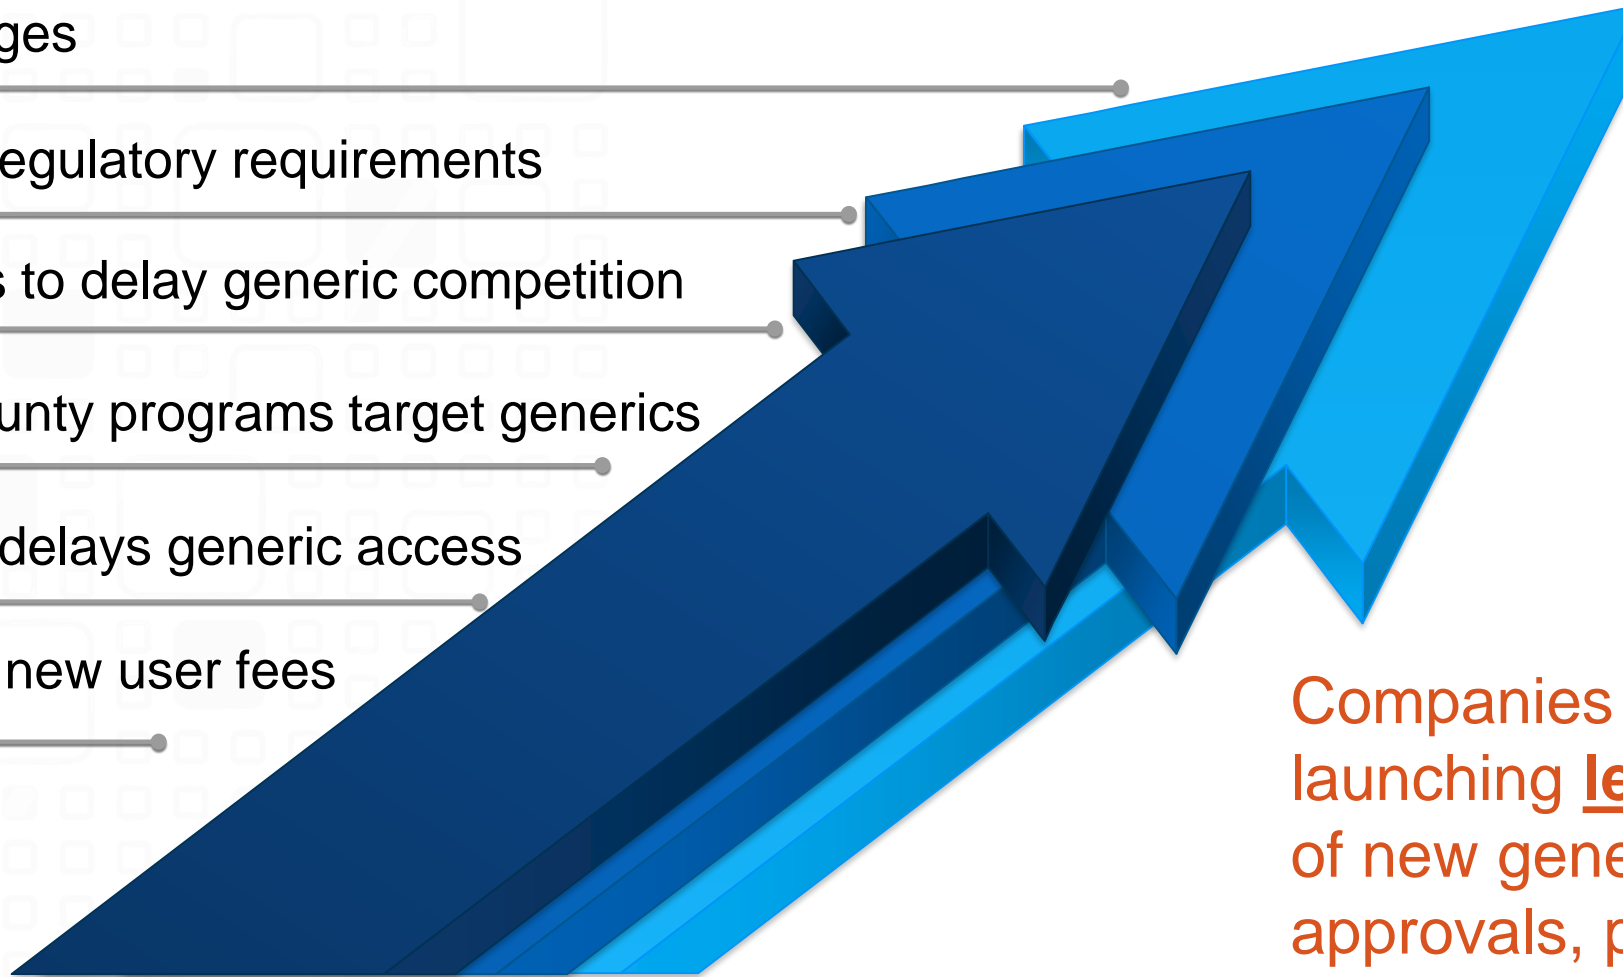 ges
egulatory requirements
s to delay generic competition
unty programs target generics
delays generic access
new user fees
Companies
launching le
of new gene
approvals, p